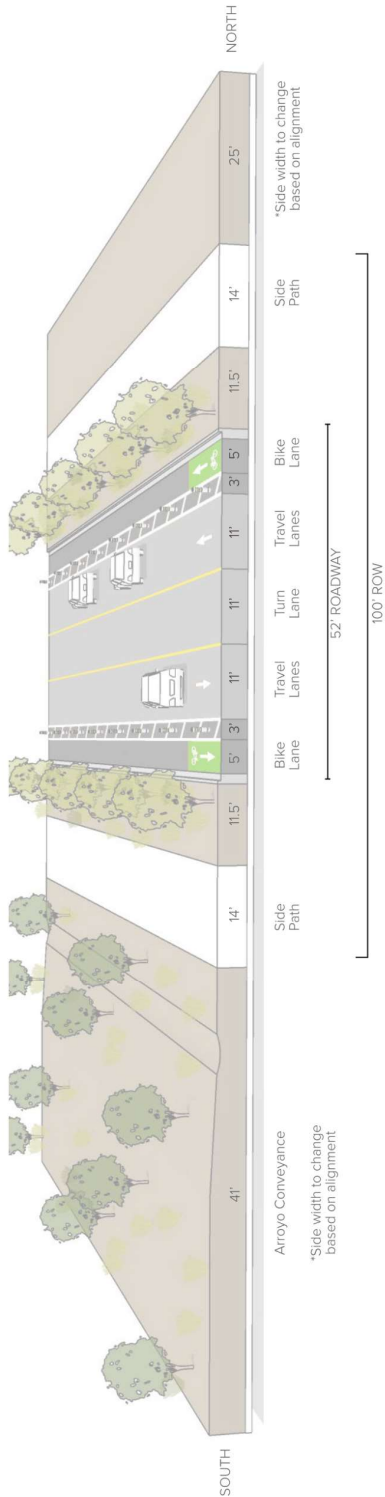 SOUTH
NORTH
41'
14'
11.5'
5'
3'
11'
11'
11'
3'
5'
11.5'
14'
25'
Arroyo Conveyance
*Side width to change
based on alignment
Side
Path
Bike
Lane
Travel
Lanes
Turn
Lane
Travel
Lanes
Bike
Lane
Side
Path
*Side width to change
based on alignment
52' ROADWAY
100' ROW